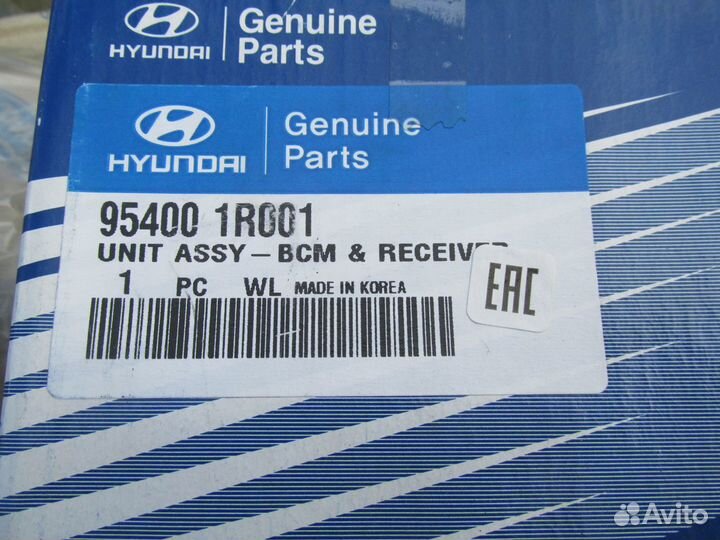 HYUNDAI
Genuine
Parts
HYUNDAI
Genuine
Parts
95400 1R001
UNIT ASSY - BCM & RECEIVER
1 PC WL MADE IN KOREA
EAC
Avito